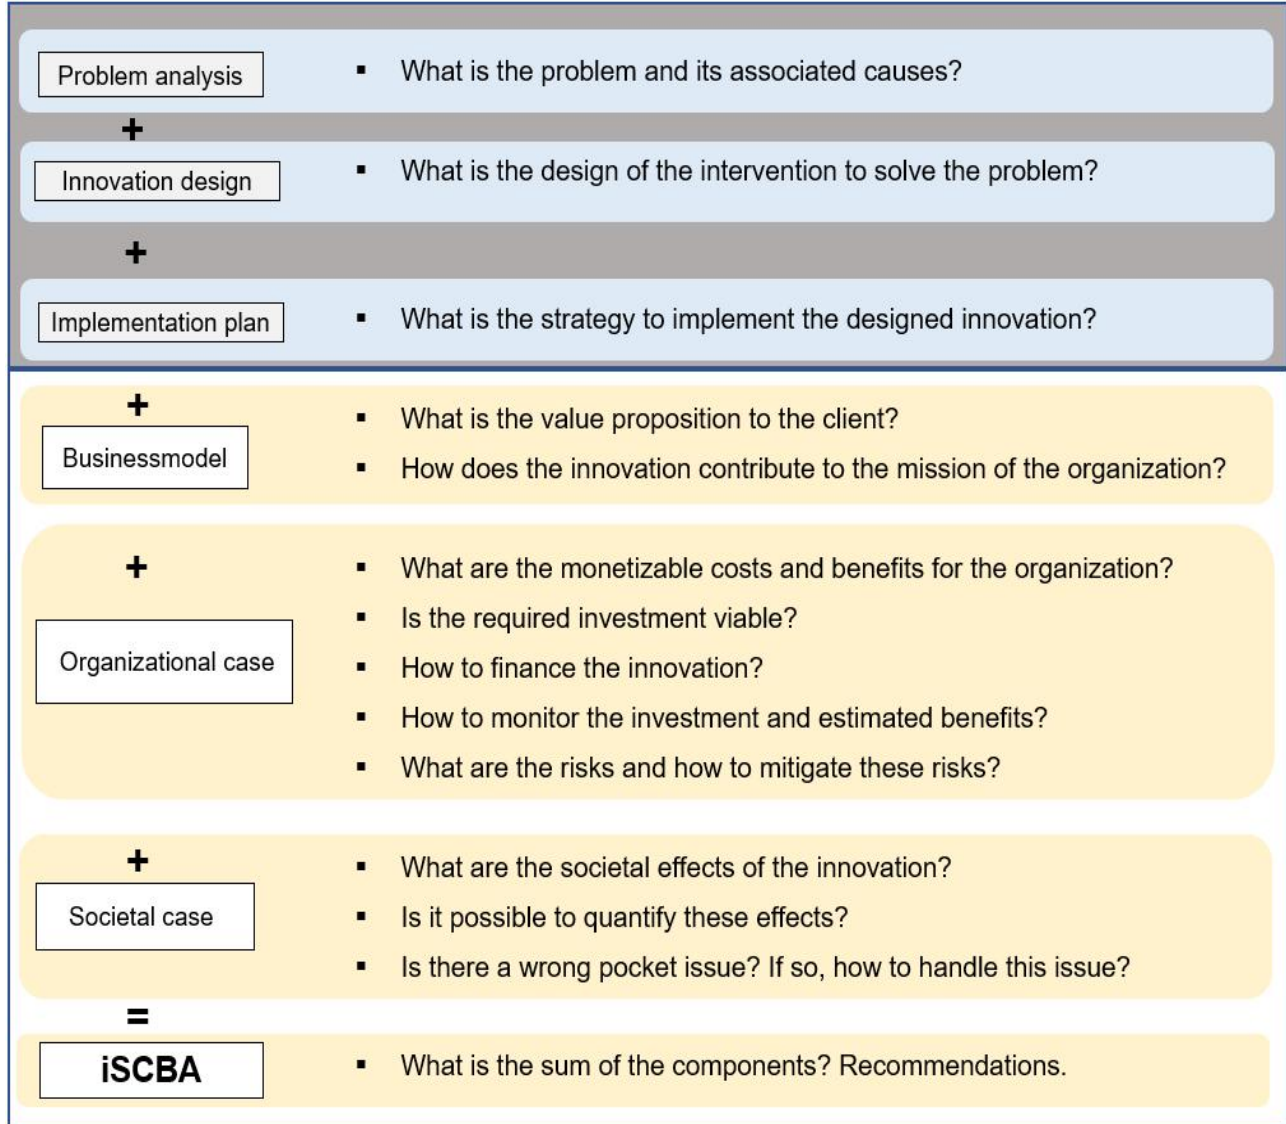 Problem analysis
▪ What is the problem and its associated causes?
+
Innovation design
▪ What is the design of the intervention to solve the problem?
+
Implementation plan
▪ What is the strategy to implement the designed innovation?
+
Businessmodel
▪ What is the value proposition to the client?
▪ How does the innovation contribute to the mission of the organization?
+
Organizational case
▪ What are the monetizable costs and benefits for the organization?
▪ Is the required investment viable?
▪ How to finance the innovation?
▪ How to monitor the investment and estimated benefits?
▪ What are the risks and how to mitigate these risks?
+
Societal case
▪ What are the societal effects of the innovation?
▪ Is it possible to quantify these effects?
▪ Is there a wrong pocket issue? If so, how to handle this issue?
=
iSCBA
▪ What is the sum of the components? Recommendations.